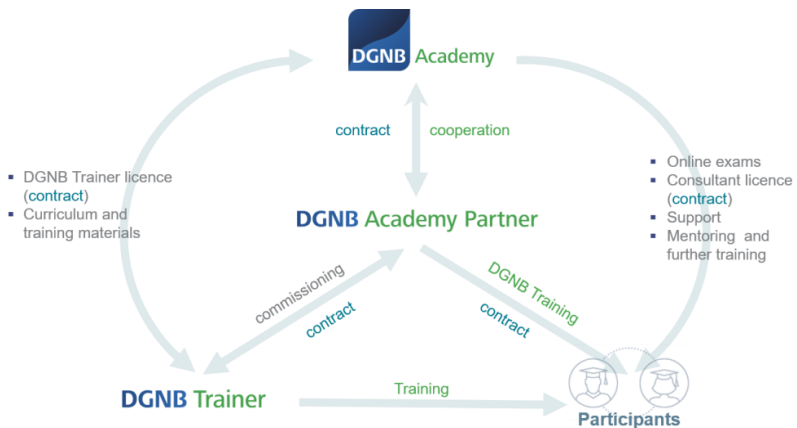 DGNB Academy
contract cooperation
▪ DGNB Trainer licence
(contract)
▪ Curriculum and
training materials
▪ Online exams
▪ Consultant licence
(contract)
▪ Support
▪ Mentoring and
further training
DGNB Academy Partner
commissioning
contract
DGNB Training
contract
DGNB Trainer
Training
Participants